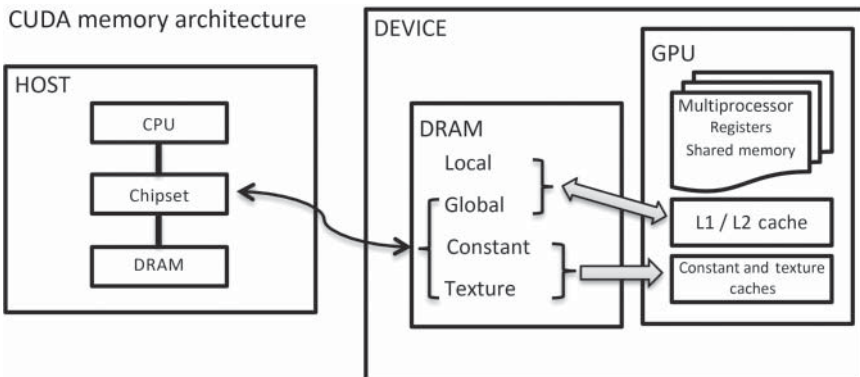 CUDA memory architecture
HOST
CPU
Chipset
DRAM
DEVICE
DRAM
Local
Global
Constant
Texture
GPU
Multiprocessor
Registers
Shared memory
L1 / L2 cache
Constant and texture
caches